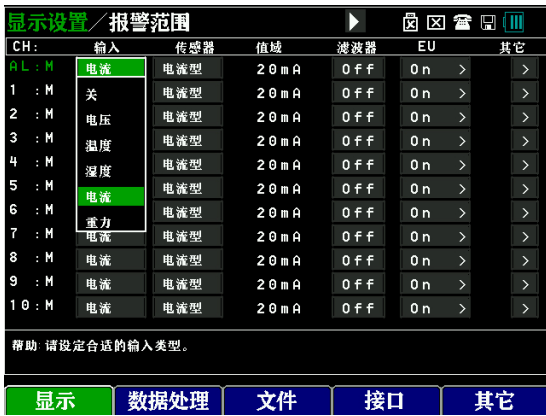 显示设置/报警范围
CH: 输入 传感器 值域 滤波器 EU 其它
AL:M 电流 电流型 20mA Off On > >
1 :M 关 电流型 20mA Off On > >
2 :M 电压 电流型 20mA Off On > >
3 :M 温度 电流型 20mA Off On > >
4 :M 湿度 电流型 20mA Off On > >
5 :M 电流 电流型 20mA Off On > >
6 :M 重力 电流型 20mA Off On > >
7 :M 电流 电流型 20mA Off On > >
8 :M 电流 电流型 20mA Off On > >
9 :M 电流 电流型 20mA Off On > >
10:M 电流 电流型 20mA Off On > >
帮助:请设定合适的输入类型。
显示 数据处理 文件 接口 其它